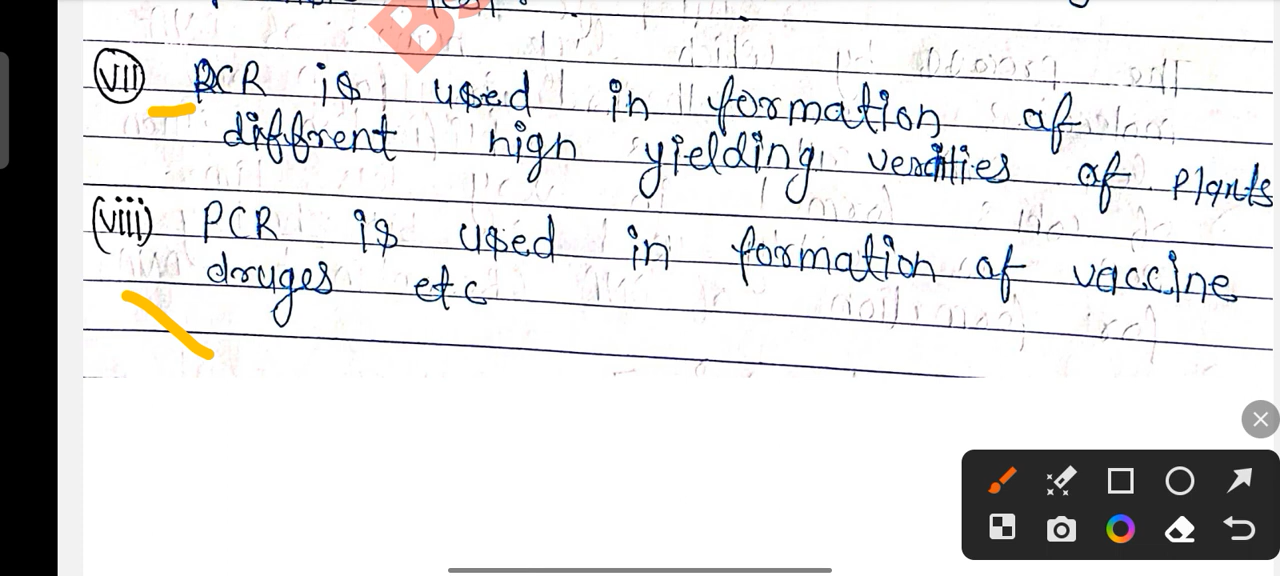 (vii) PCR is used in formation of
different high yielding verities of Plants
(viii) PCR is used in formation of vaccine
druges etc